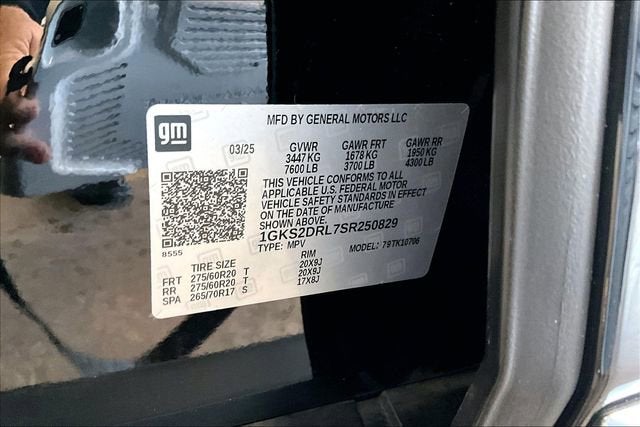 MFD BY GENERAL MOTORS LLC
gm
03/25 GVWR GAWR FRT GAWR RR
3447 KG 1678 KG 1950 KG
7600 LB 3700 LB 4300 LB
THIS VEHICLE CONFORMS TO ALL
APPLICABLE U.S. FEDERAL MOTOR
VEHICLE SAFETY STANDARDS IN EFFECT
ON THE DATE OF MANUFACTURE
SHOWN ABOVE.
1GKS2DRL7SR250829
8555 TYPE: MPV MODEL: 79TK10706
TIRE SIZE RIM
FRT 275/60R20 T 20X9J
RR 275/60R20 T 20X9J
SPA 265/70R17 S 17X8J